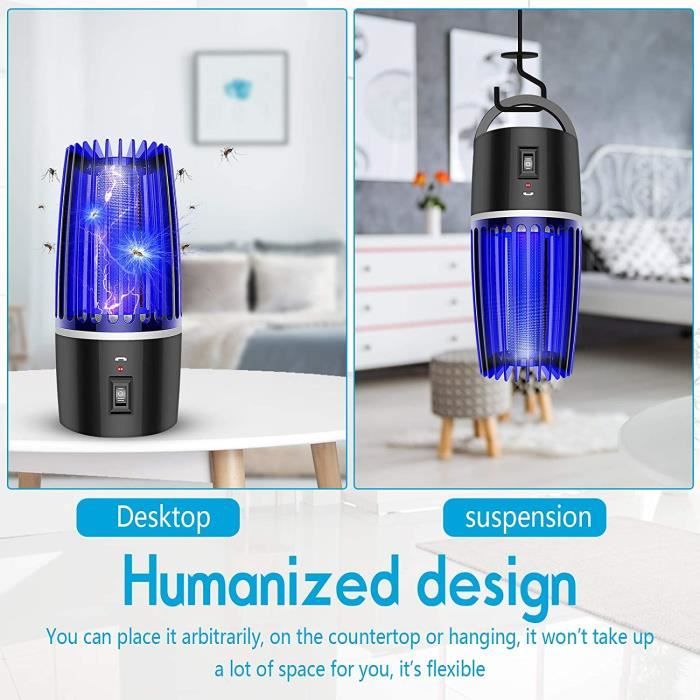 Desktop
suspension
Humanized design
You can place it arbitrarily, on the countertop or hanging, it won't take up
a lot of space for you, it's flexible